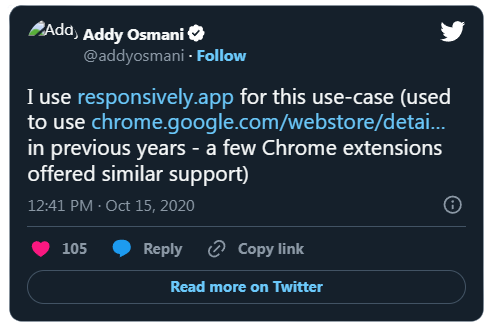 Addy
Addy Osmani
@addyosmani · Follow
I use responsively.app for this use-case (used
to use chrome.google.com/webstore/detai...
in previous years - a few Chrome extensions
offered similar support)
12:41 PM · Oct 15, 2020
105 Reply Copy link
Read more on Twitter